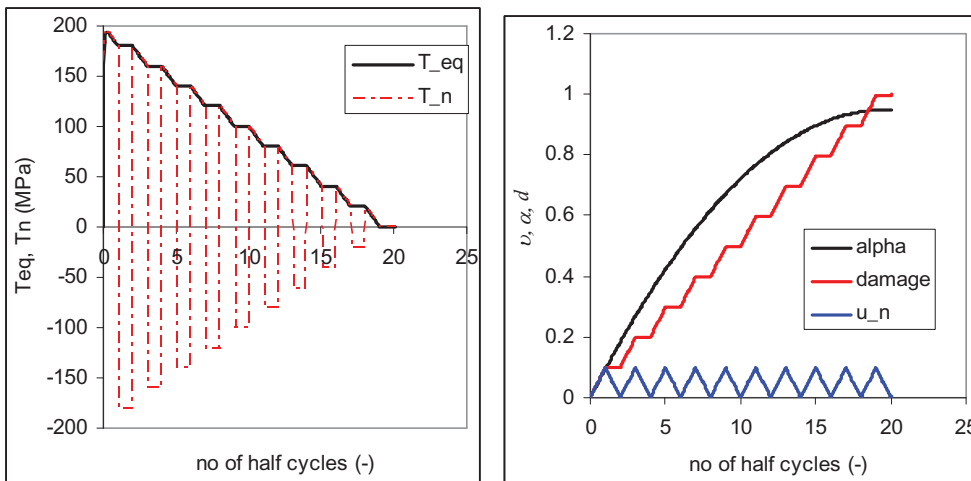 200
150
100
50
0
-50
-100
-150
-200
Teq, Tn (MPa)
0 5 10 15 20 25
no of half cycles (-)
T_eq
T_n
1
0.8
0.6
0.4
0.2
0
υ, α, d
0 5 10 15 20 25
no of half cycles (-)
alpha
damage
u_n